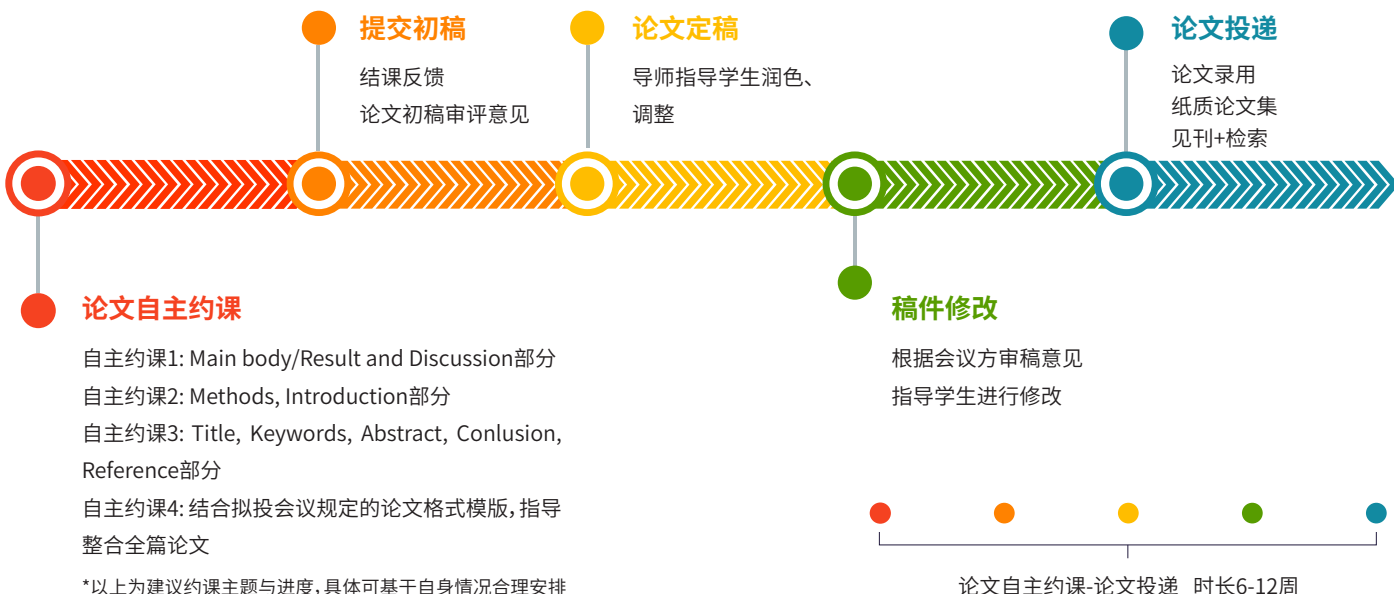 提交初稿
结课反馈
论文初稿审评意见
论文定稿
导师指导学生润色、
调整
论文投递
论文录用
纸质论文集
见刊+检索
论文自主约课
自主约课1: Main body/Result and Discussion部分
自主约课2: Methods, Introduction部分
自主约课3: Title, Keywords, Abstract, Conlusion,
Reference部分
自主约课4: 结合拟投会议规定的论文格式模版，指导
整合全篇论文
*以上为建议约课主题与进度，具体可基于自身情况合理安排
稿件修改
根据会议方审稿意见
指导学生进行修改
论文自主约课-论文投递 时长6-12周